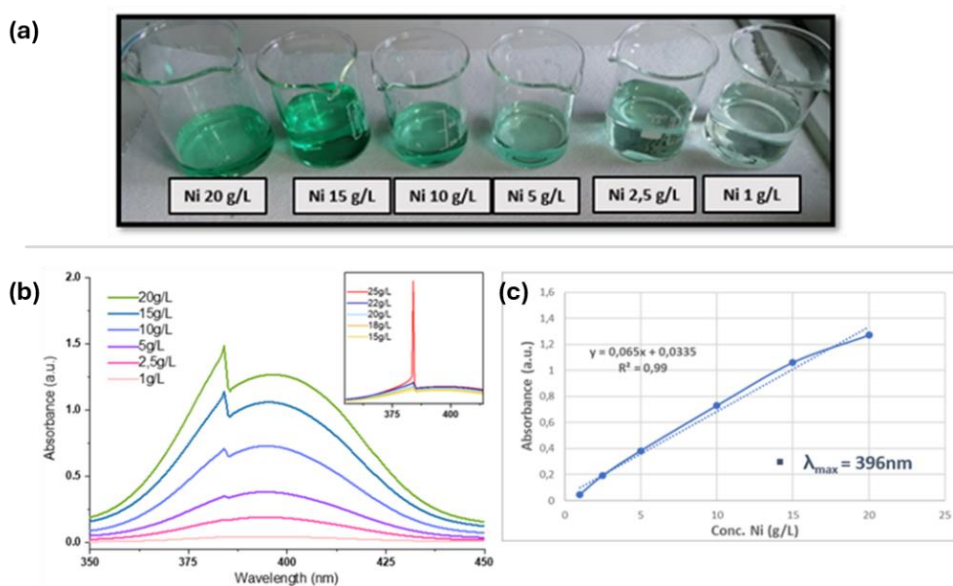 (a)
Ni 20 g/L
Ni 15 g/L
Ni 10 g/L
Ni 5 g/L
Ni 2,5 g/L
Ni 1 g/L
(b)
2.0
1.5
1.0
0.5
0.0
Absorbance (a.u.)
20g/L
15g/L
10g/L
5g/L
2,5g/L
1g/L
25g/L
22g/L
20g/L
18g/L
15g/L
375
400
350
375
400
425
450
Wavelength (nm)
(c)
1,6
1,4
1,2
1
0,8
0,6
0,4
0,2
0
Absorbance (a.u.)
y = 0,065x + 0,0335
R² = 0,99
λmax = 396nm
0
5
10
15
20
25
Conc. Ni (g/L)